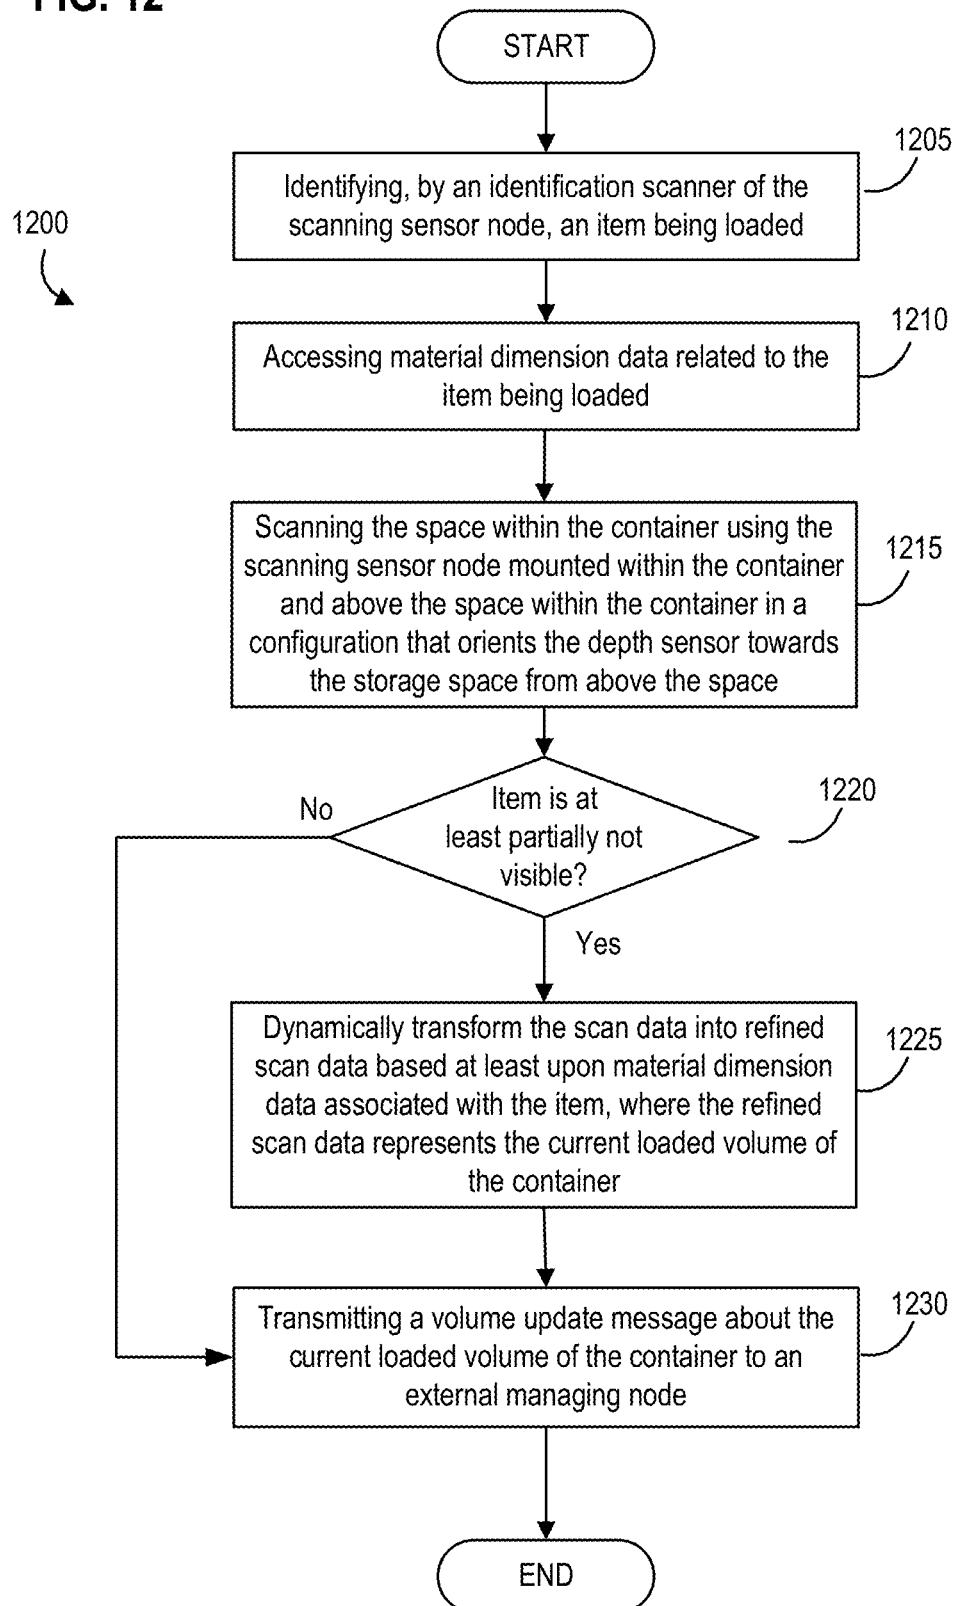 FIG. 12
START
1205
Identifying, by an identification scanner of the
scanning sensor node, an item being loaded
1200
1210
Accessing material dimension data related to the
item being loaded
Scanning the space within the container using the
scanning sensor node mounted within the container
and above the space within the container in a
configuration that orients the depth sensor towards
the storage space from above the space
1215
1220
No
Item is at
least partially not
visible?
Yes
Dynamically transform the scan data into refined
scan data based at least upon material dimension
data associated with the item, where the refined
scan data represents the current loaded volume of
the container
1225
1230
Transmitting a volume update message about the
current loaded volume of the container to an
external managing node
END